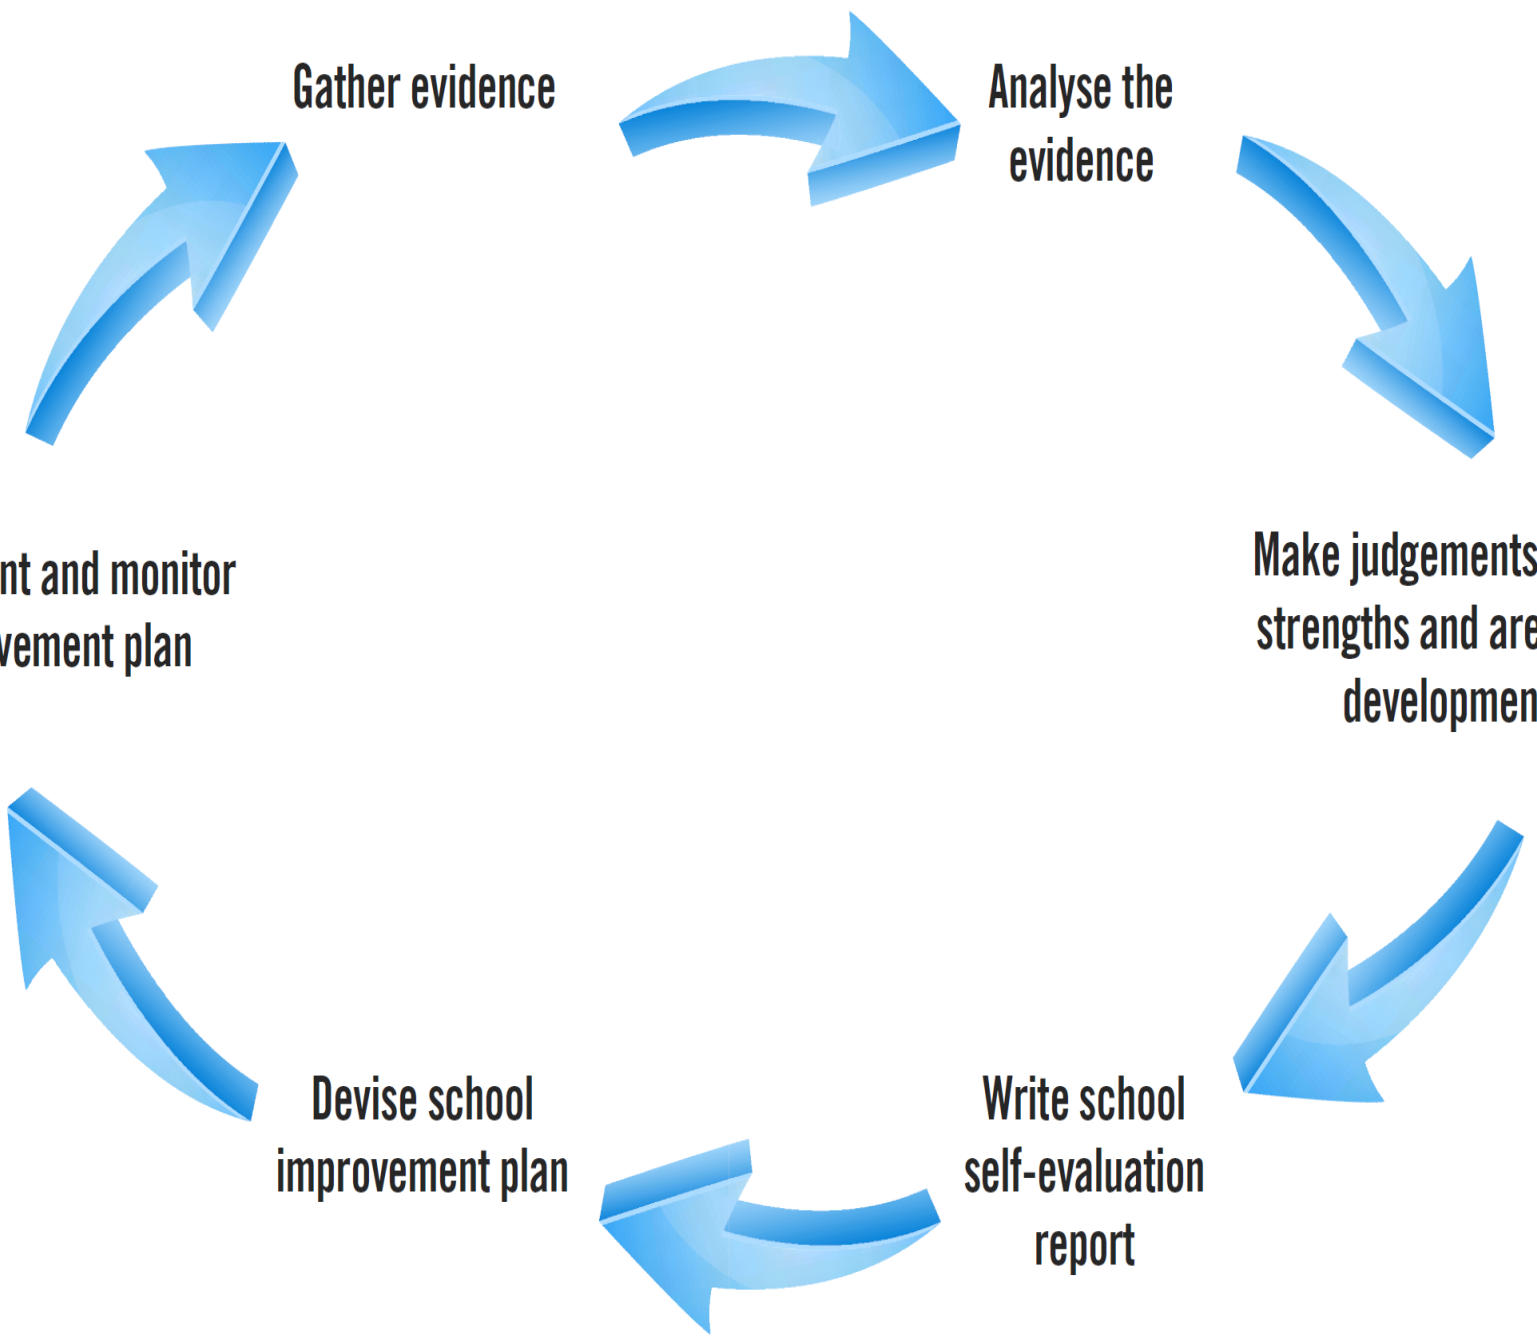 Gather evidence
Analyse the
evidence
Make judgements
strengths and are
developmen
Write school
self-evaluation
report
Devise school
improvement plan
nt and monitor
vement plan